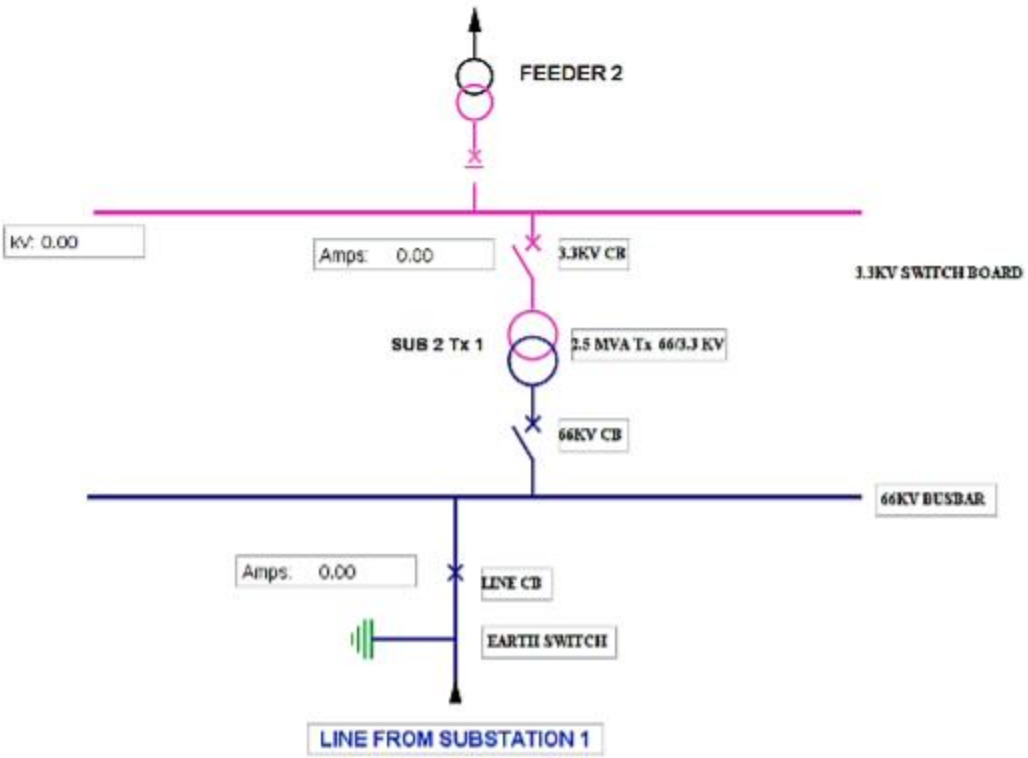 FEEDER 2
kV: 0.00
Amps: 0.00
3.3KV CB
3.3KV SWITCH BOARD
SUB 2 Tx 1
2.5 MVA Tx 66/3.3 KV
66KV CB
66KV BUSBAR
Amps: 0.00
LINE CB
EARTH SWITCH
LINE FROM SUBSTATION 1